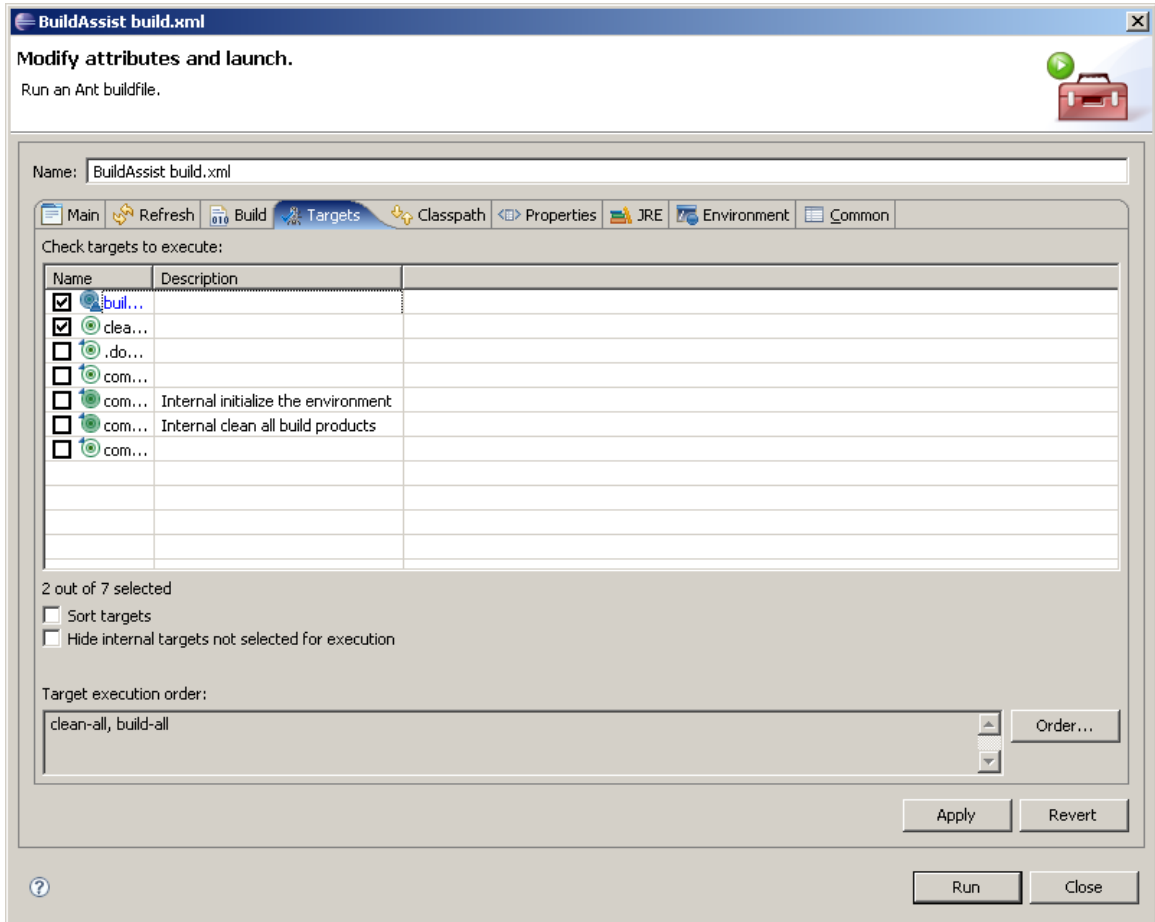 BuildAssist build.xml
Modify attributes and launch.
Run an Ant buildfile.
Name: BuildAssist build.xml
Main Refresh Build Targets Classpath Properties JRE Environment Common
Check targets to execute:
Name Description
buil...
clea...
.do...
com...
com... Internal initialize the environment
com... Internal clean all build products
com...
2 out of 7 selected
Sort targets
Hide internal targets not selected for execution
Target execution order:
clean-all, build-all
Order...
Apply Revert
Run Close